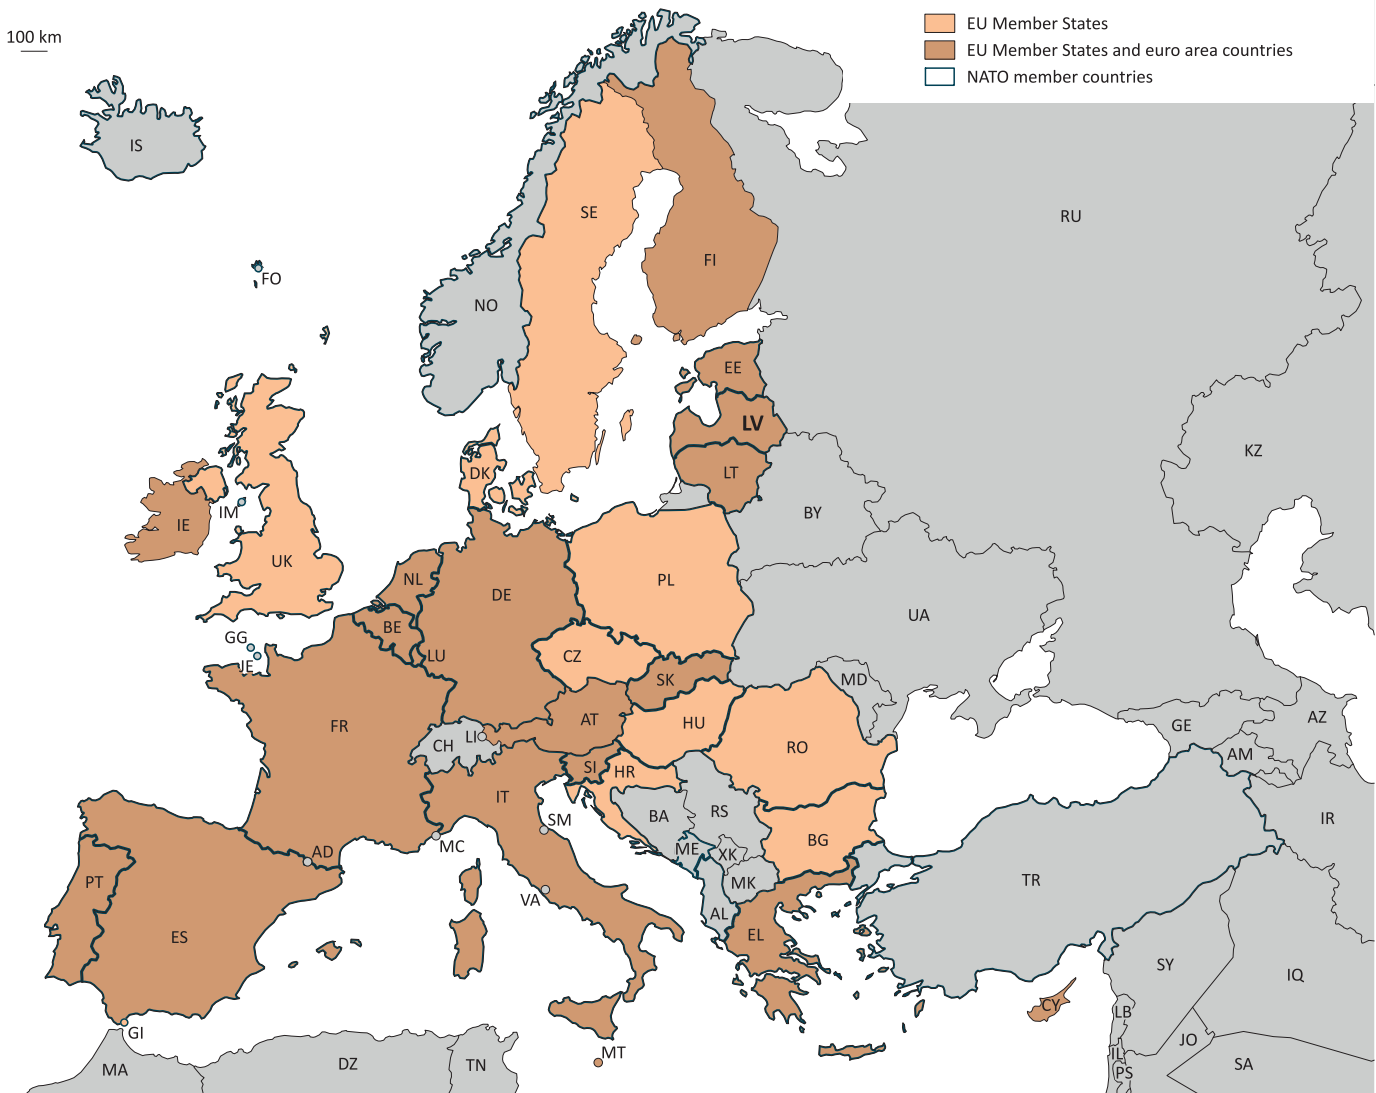 100 km
EU Member States
EU Member States and euro area countries
NATO member countries
IS
SE
RU
FI
FO
NO
EE
LV
KZ
LT
DK
IM
IE
BY
UK
NL
DE
PL
BE
UA
GG
JE
LU
CZ
SK
MD
FR
AT
HU
GE
AZ
CH
LI
RO
AM
SI
HR
IT
BA
RS
IR
SM
MC
ME
XK
BG
AD
PT
VA
MK
TR
AL
ES
EL
SY
IQ
CY
LB
GI
JO
MT
IL
MA
DZ
TN
PS
SA